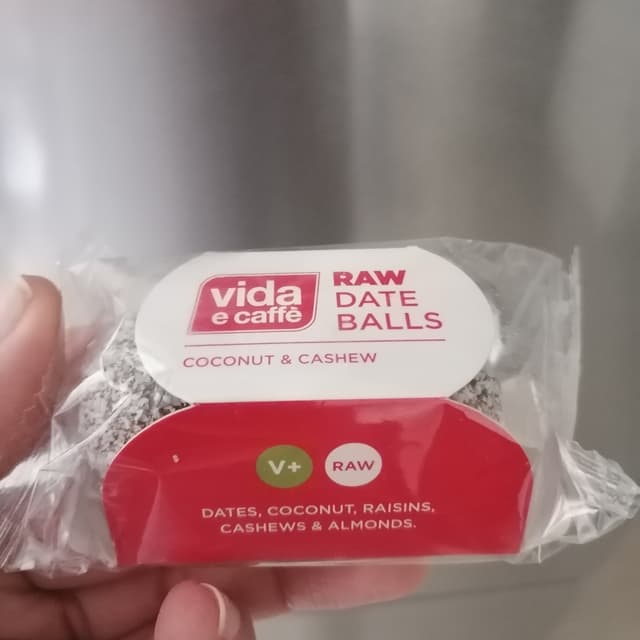 vida
e caffè
RAW
DATE
BALLS
COCONUT & CASHEW
V+
RAW
DATES, COCONUT, RAISINS,
CASHEWS & ALMONDS.